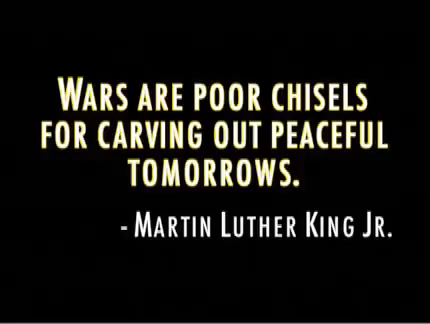 Wars are poor chisels
for carving out peaceful
tomorrows.
- Martin Luther King Jr.